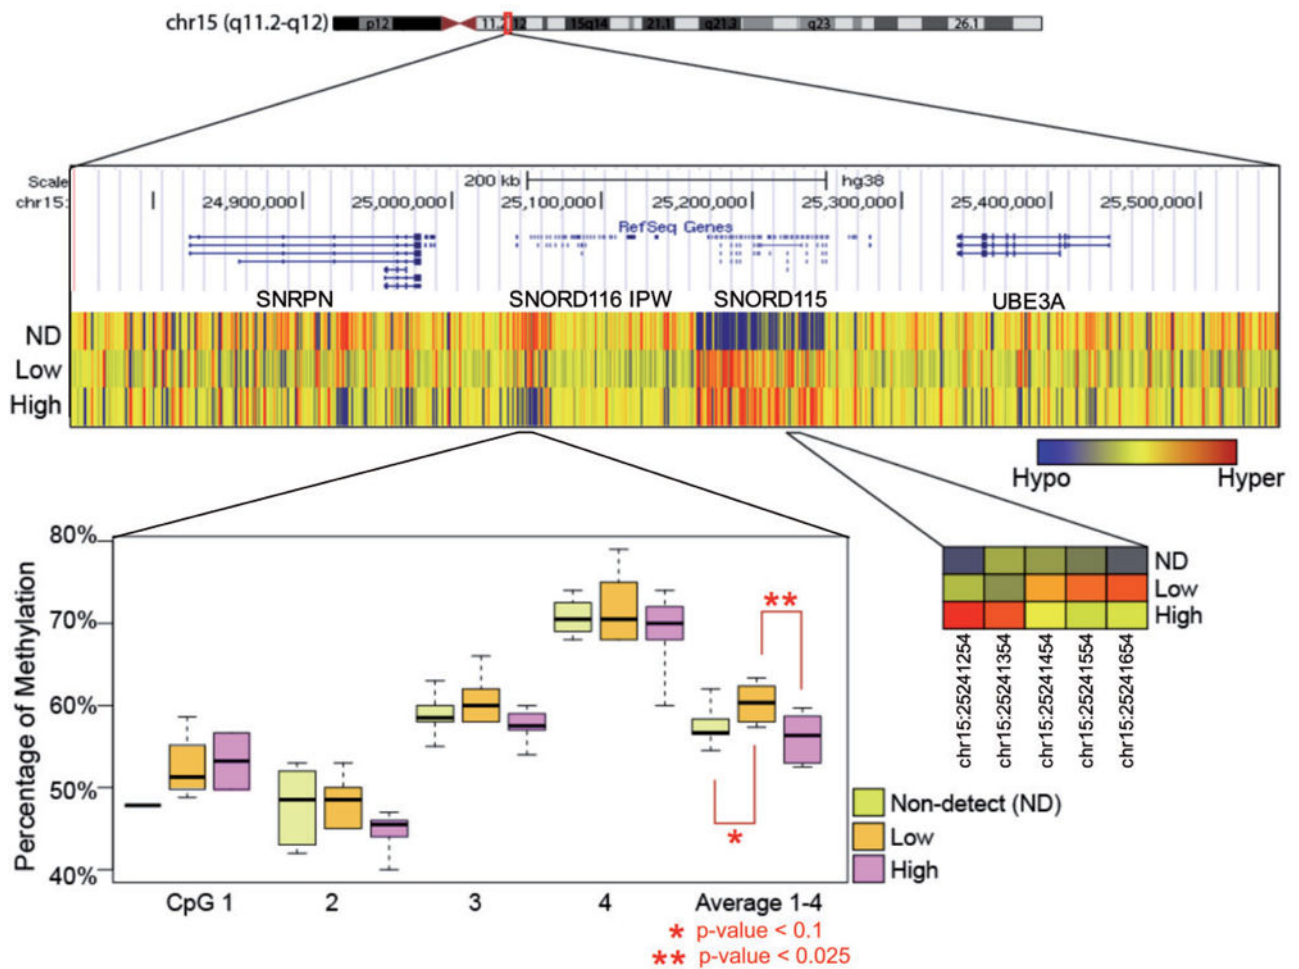 chr15 (q11.2-q12) p12 15q14 21.1 q21.3 q23 26.1
Scale 200 kb hg38
chr15: 24,900,000 25,000,000 25,100,000 25,200,000 25,300,000 25,400,000 25,500,000
RefSeq Genes
SNRPN SNORD116 IPW SNORD115 UBE3A
ND
Low
High
Hypo Hyper
ND
Low
High
chr15:25241254
chr15:25241354
chr15:25241454
chr15:25241554
chr15:25241654
Percentage of Methylation
80%
70%
60%
50%
40%
**
*
Non-detect (ND)
Low
High
CpG 1 2 3 4 Average 1-4
* p-value < 0.1
** p-value < 0.025